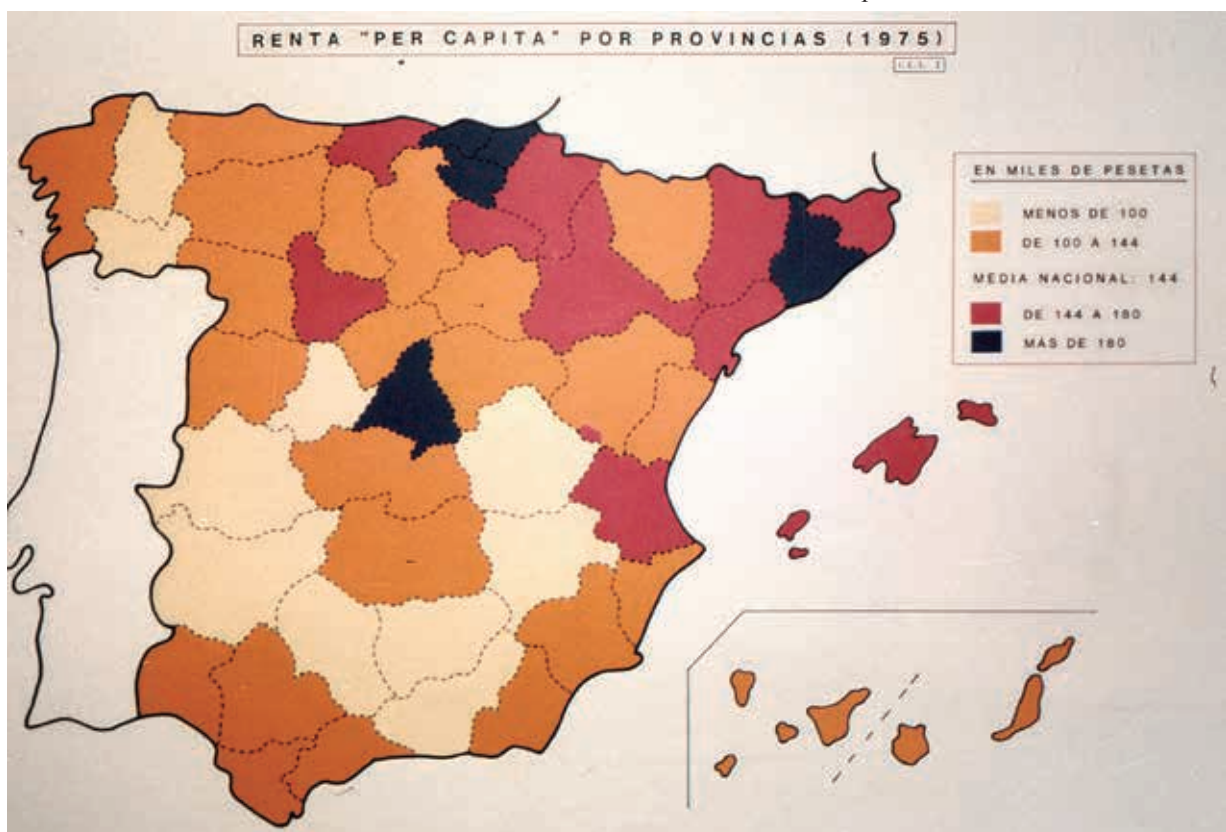 RENTA "PER CAPITA" POR PROVINCIAS (1975)
EN MILES DE PESETAS
MENOS DE 100
DE 100 A 144
MEDIA NACIONAL: 144
DE 144 A 180
MÁS DE 180